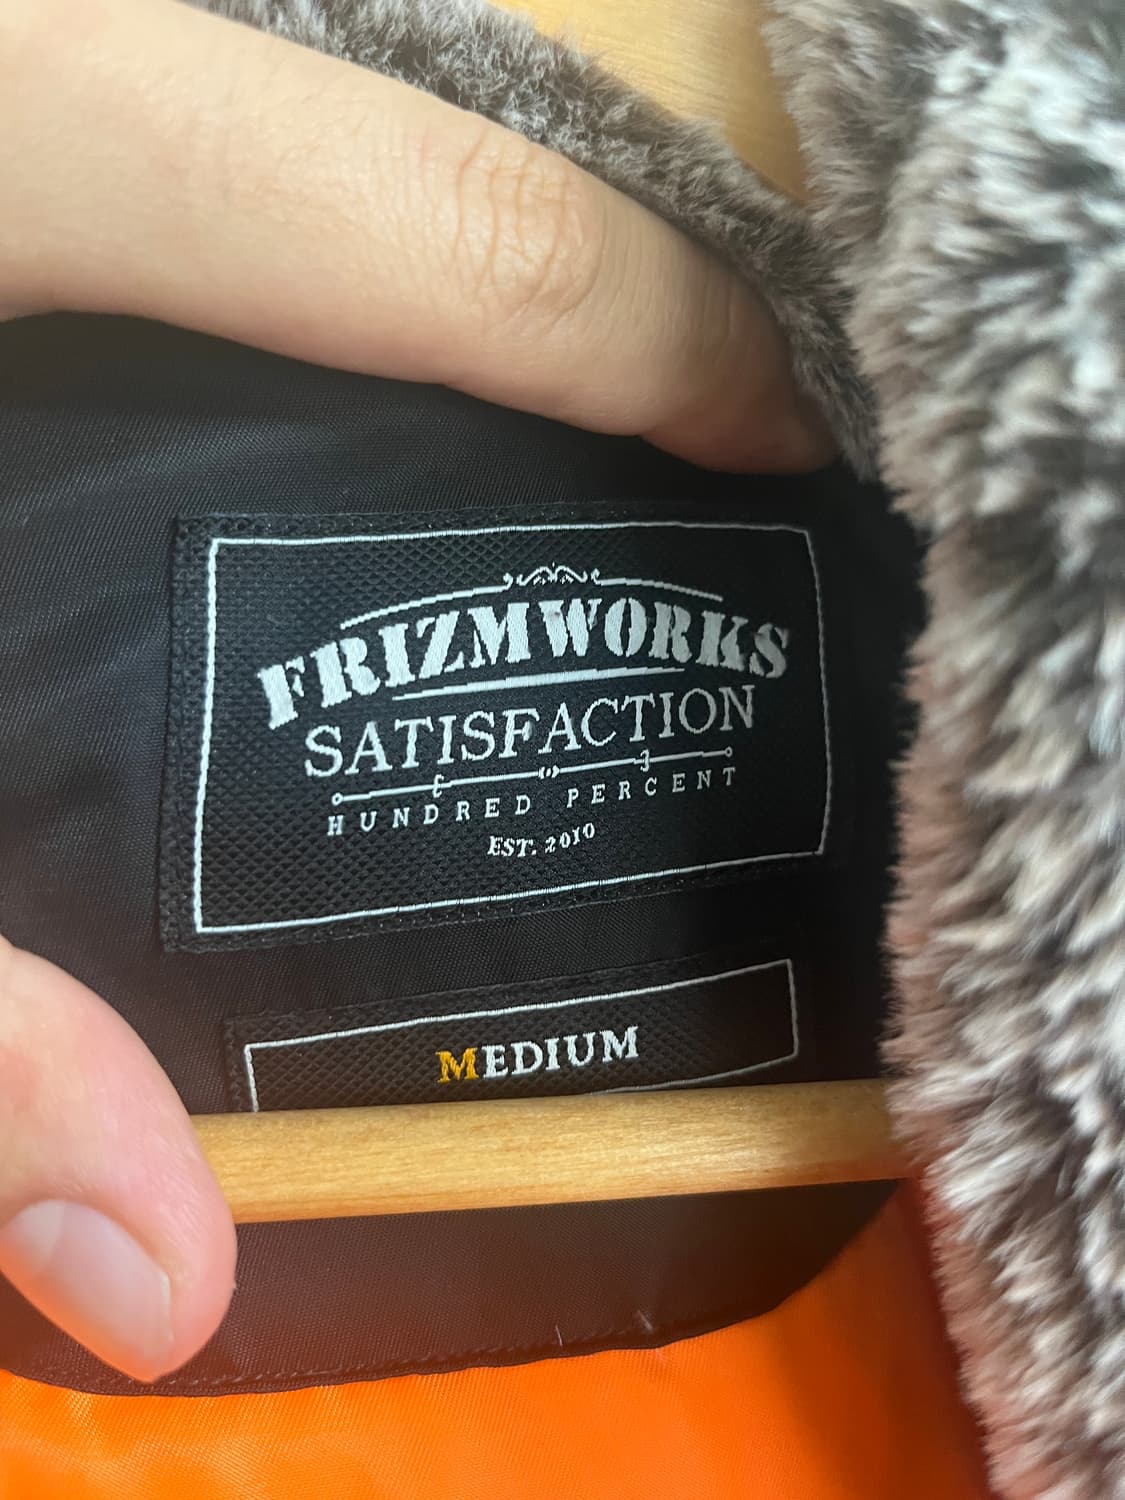 FRIZMWORKS
SATISFACTION
HUNDRED PERCENT
EST. 2010
MEDIUM